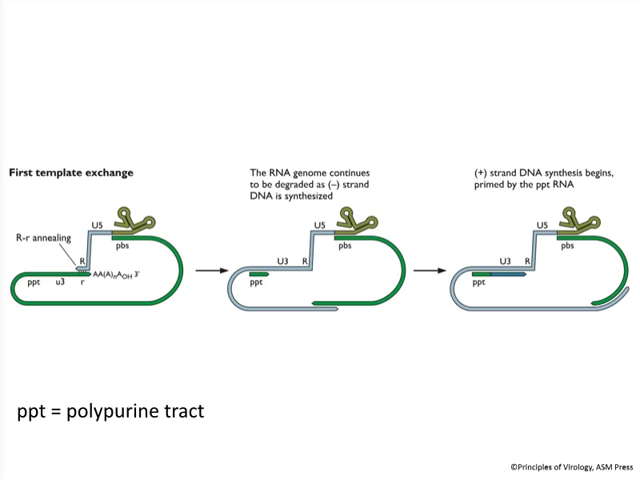 First template exchange
The RNA genome continues
to be degraded as (–) strand
DNA is synthesized
(+) strand DNA synthesis begins,
primed by the ppt RNA
R-r annealing
U5
pbs
R
AA(A)nAOH 3'
ppt
u3
r
U5
pbs
U3
R
ppt
U5
pbs
U3
R
ppt
ppt = polypurine tract
©Principles of Virology, ASM Press